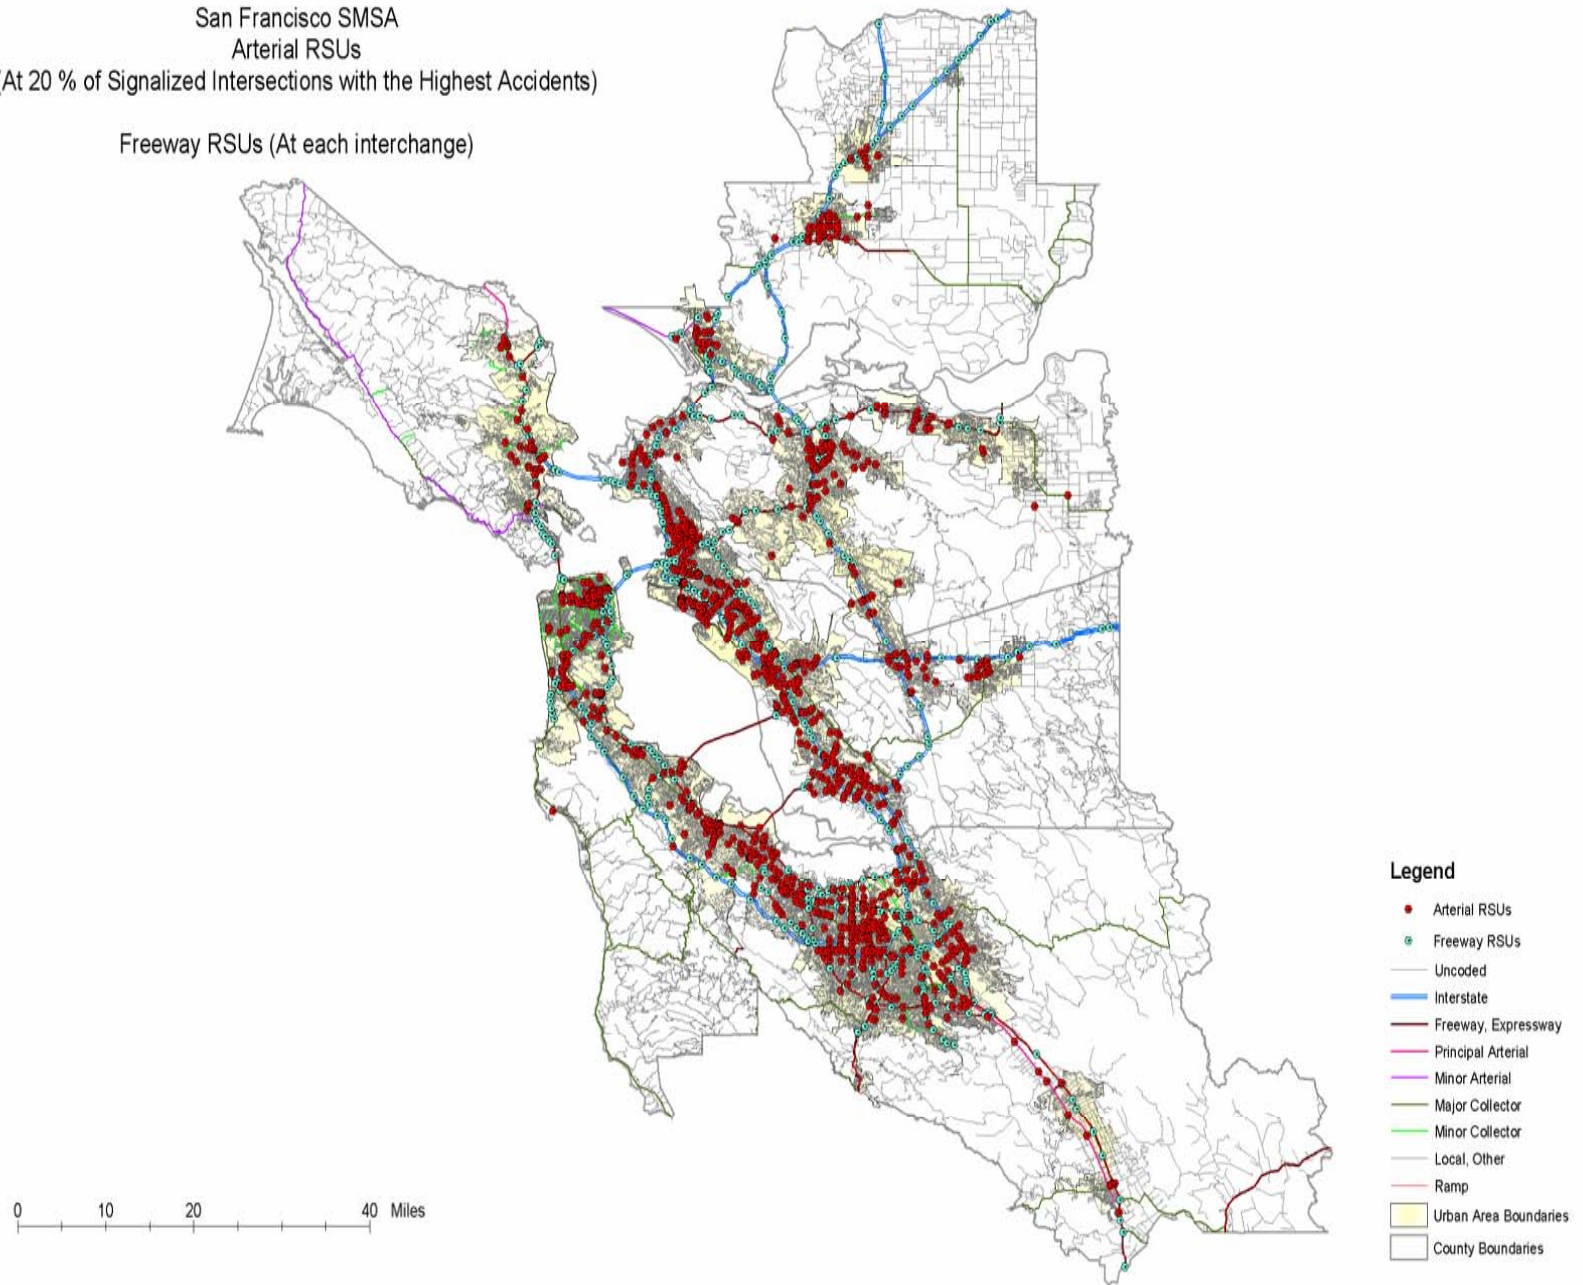 San Francisco SMSA
Arterial RSUs
(At 20 % of Signalized Intersections with the Highest Accidents)
Freeway RSUs (At each interchange)
Legend
Arterial RSUs
Freeway RSUs
Uncoded
Interstate
Freeway, Expressway
Principal Arterial
Minor Arterial
Major Collector
Minor Collector
Local, Other
Ramp
Urban Area Boundaries
County Boundaries
0 10 20 40 Miles